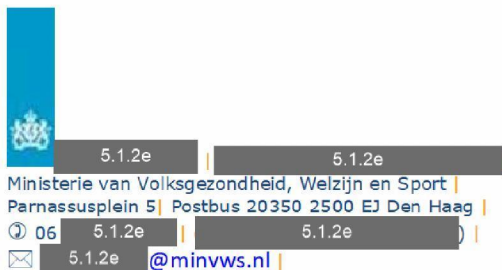 5.1.2e | 5.1.2e
Ministerie van Volksgezondheid, Welzijn en Sport |
Parnassusplein 5| Postbus 20350 2500 EJ Den Haag |
06 5.1.2e | 5.1.2e ) |
5.1.2e @minvws.nl |